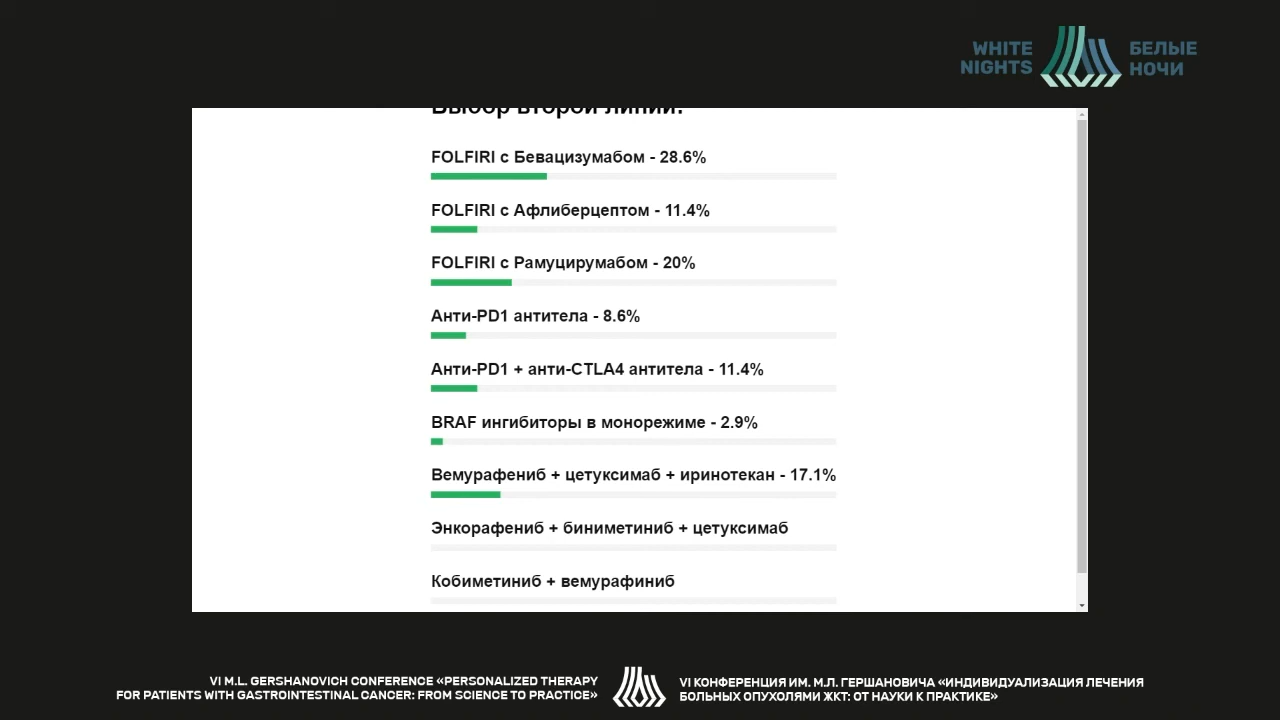 WHITE
NIGHTS
БЕЛЫЕ
НОЧИ
Выбор второй линии:
FOLFIRI с Бевацизумабом - 28.6%
FOLFIRI с Афлиберцептом - 11.4%
FOLFIRI с Рамуцирумабом - 20%
Анти-PD1 антитела - 8.6%
Анти-PD1 + анти-CTLA4 антитела - 11.4%
BRAF ингибиторы в монорежиме - 2.9%
Вемурафениб + цетуксимаб + иринотекан - 17.1%
Энкорафениб + биниметиниб + цетуксимаб
Кобиметиниб + вемурафиниб
VI M.L. GERSHANOVICH CONFERENCE «PERSONALIZED THERAPY
FOR PATIENTS WITH GASTROINTESTINAL CANCER: FROM SCIENCE TO PRACTICE»
VI КОНФЕРЕНЦИЯ ИМ. М.Л. ГЕРШАНОВИЧА «ИНДИВИДУАЛИЗАЦИЯ ЛЕЧЕНИЯ
БОЛЬНЫХ ОПУХОЛЯМИ ЖКТ: ОТ НАУКИ К ПРАКТИКЕ»